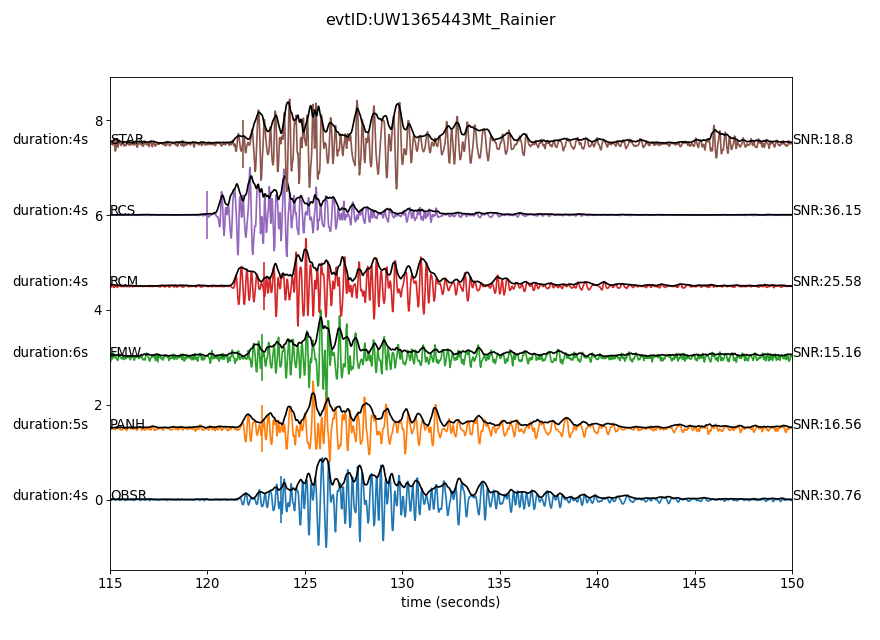 evtID:UW1365443Mt_Rainier
8
duration:4s STAR SNR:18.8
duration:4s RCS SNR:36.15
6
duration:4s RCM SNR:25.58
4
duration:6s FMW SNR:15.16
2
duration:5s PANH SNR:16.56
duration:4s OBSR SNR:30.76
0
115 120 125 130 135 140 145 150
time (seconds)